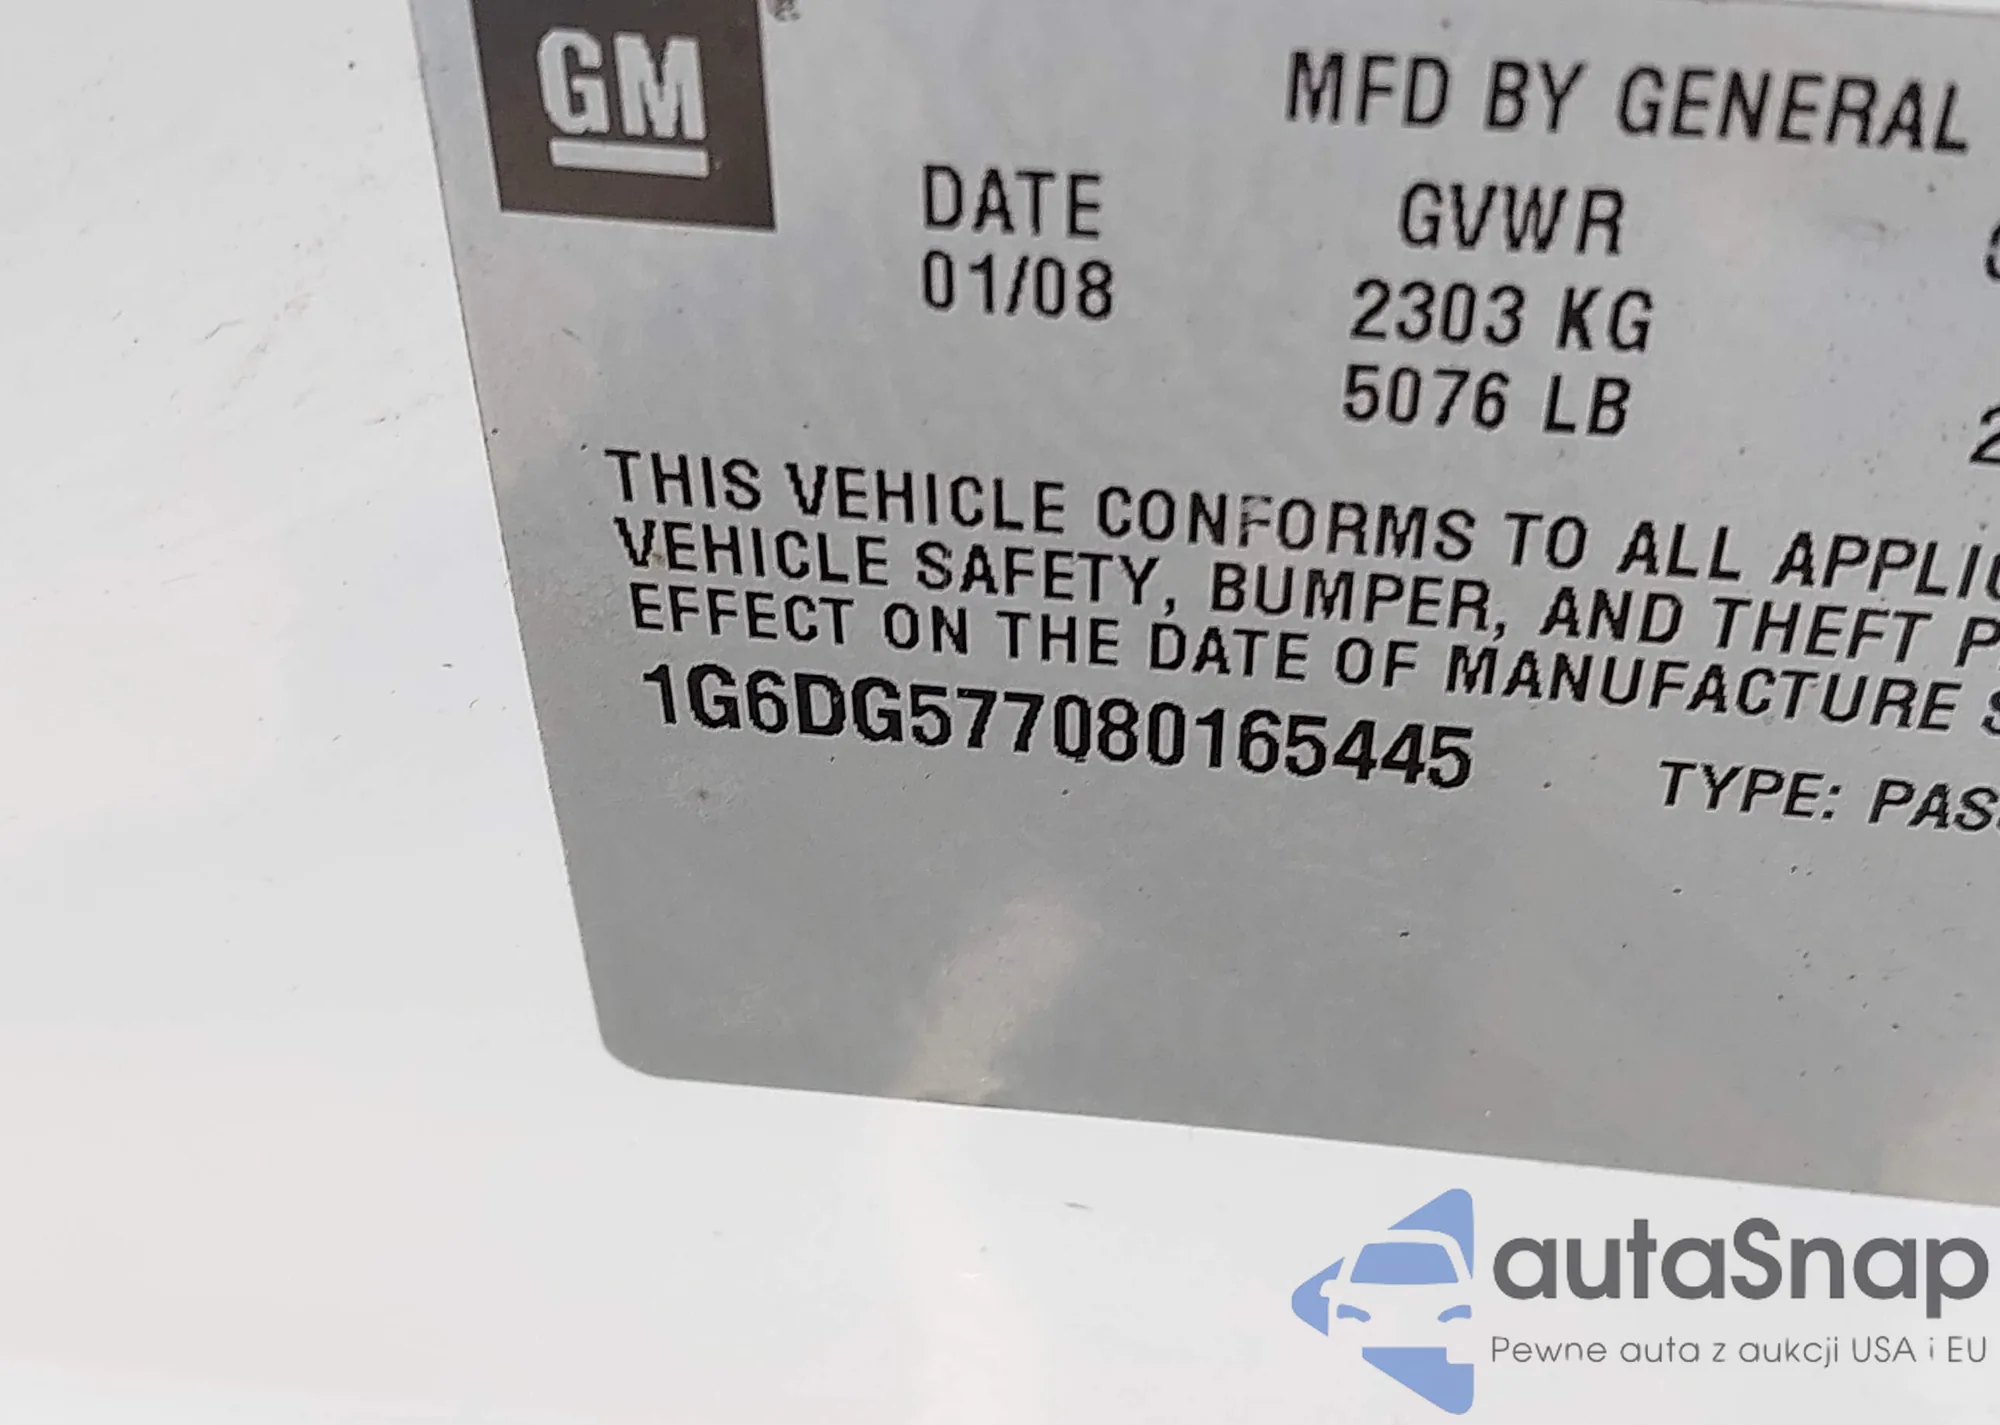 GM
MFD BY GENERAL
DATE
GVWR
01/08
2303 KG
5076 LB
THIS VEHICLE CONFORMS TO ALL
VEHICLE SAFETY, BUMPER, AND THEFT
EFFECT ON THE DATE OF MANUFACTURE
1G6DG577080165445
TYPE:
autaSnap
Pewne auta z aukcji USA i EU